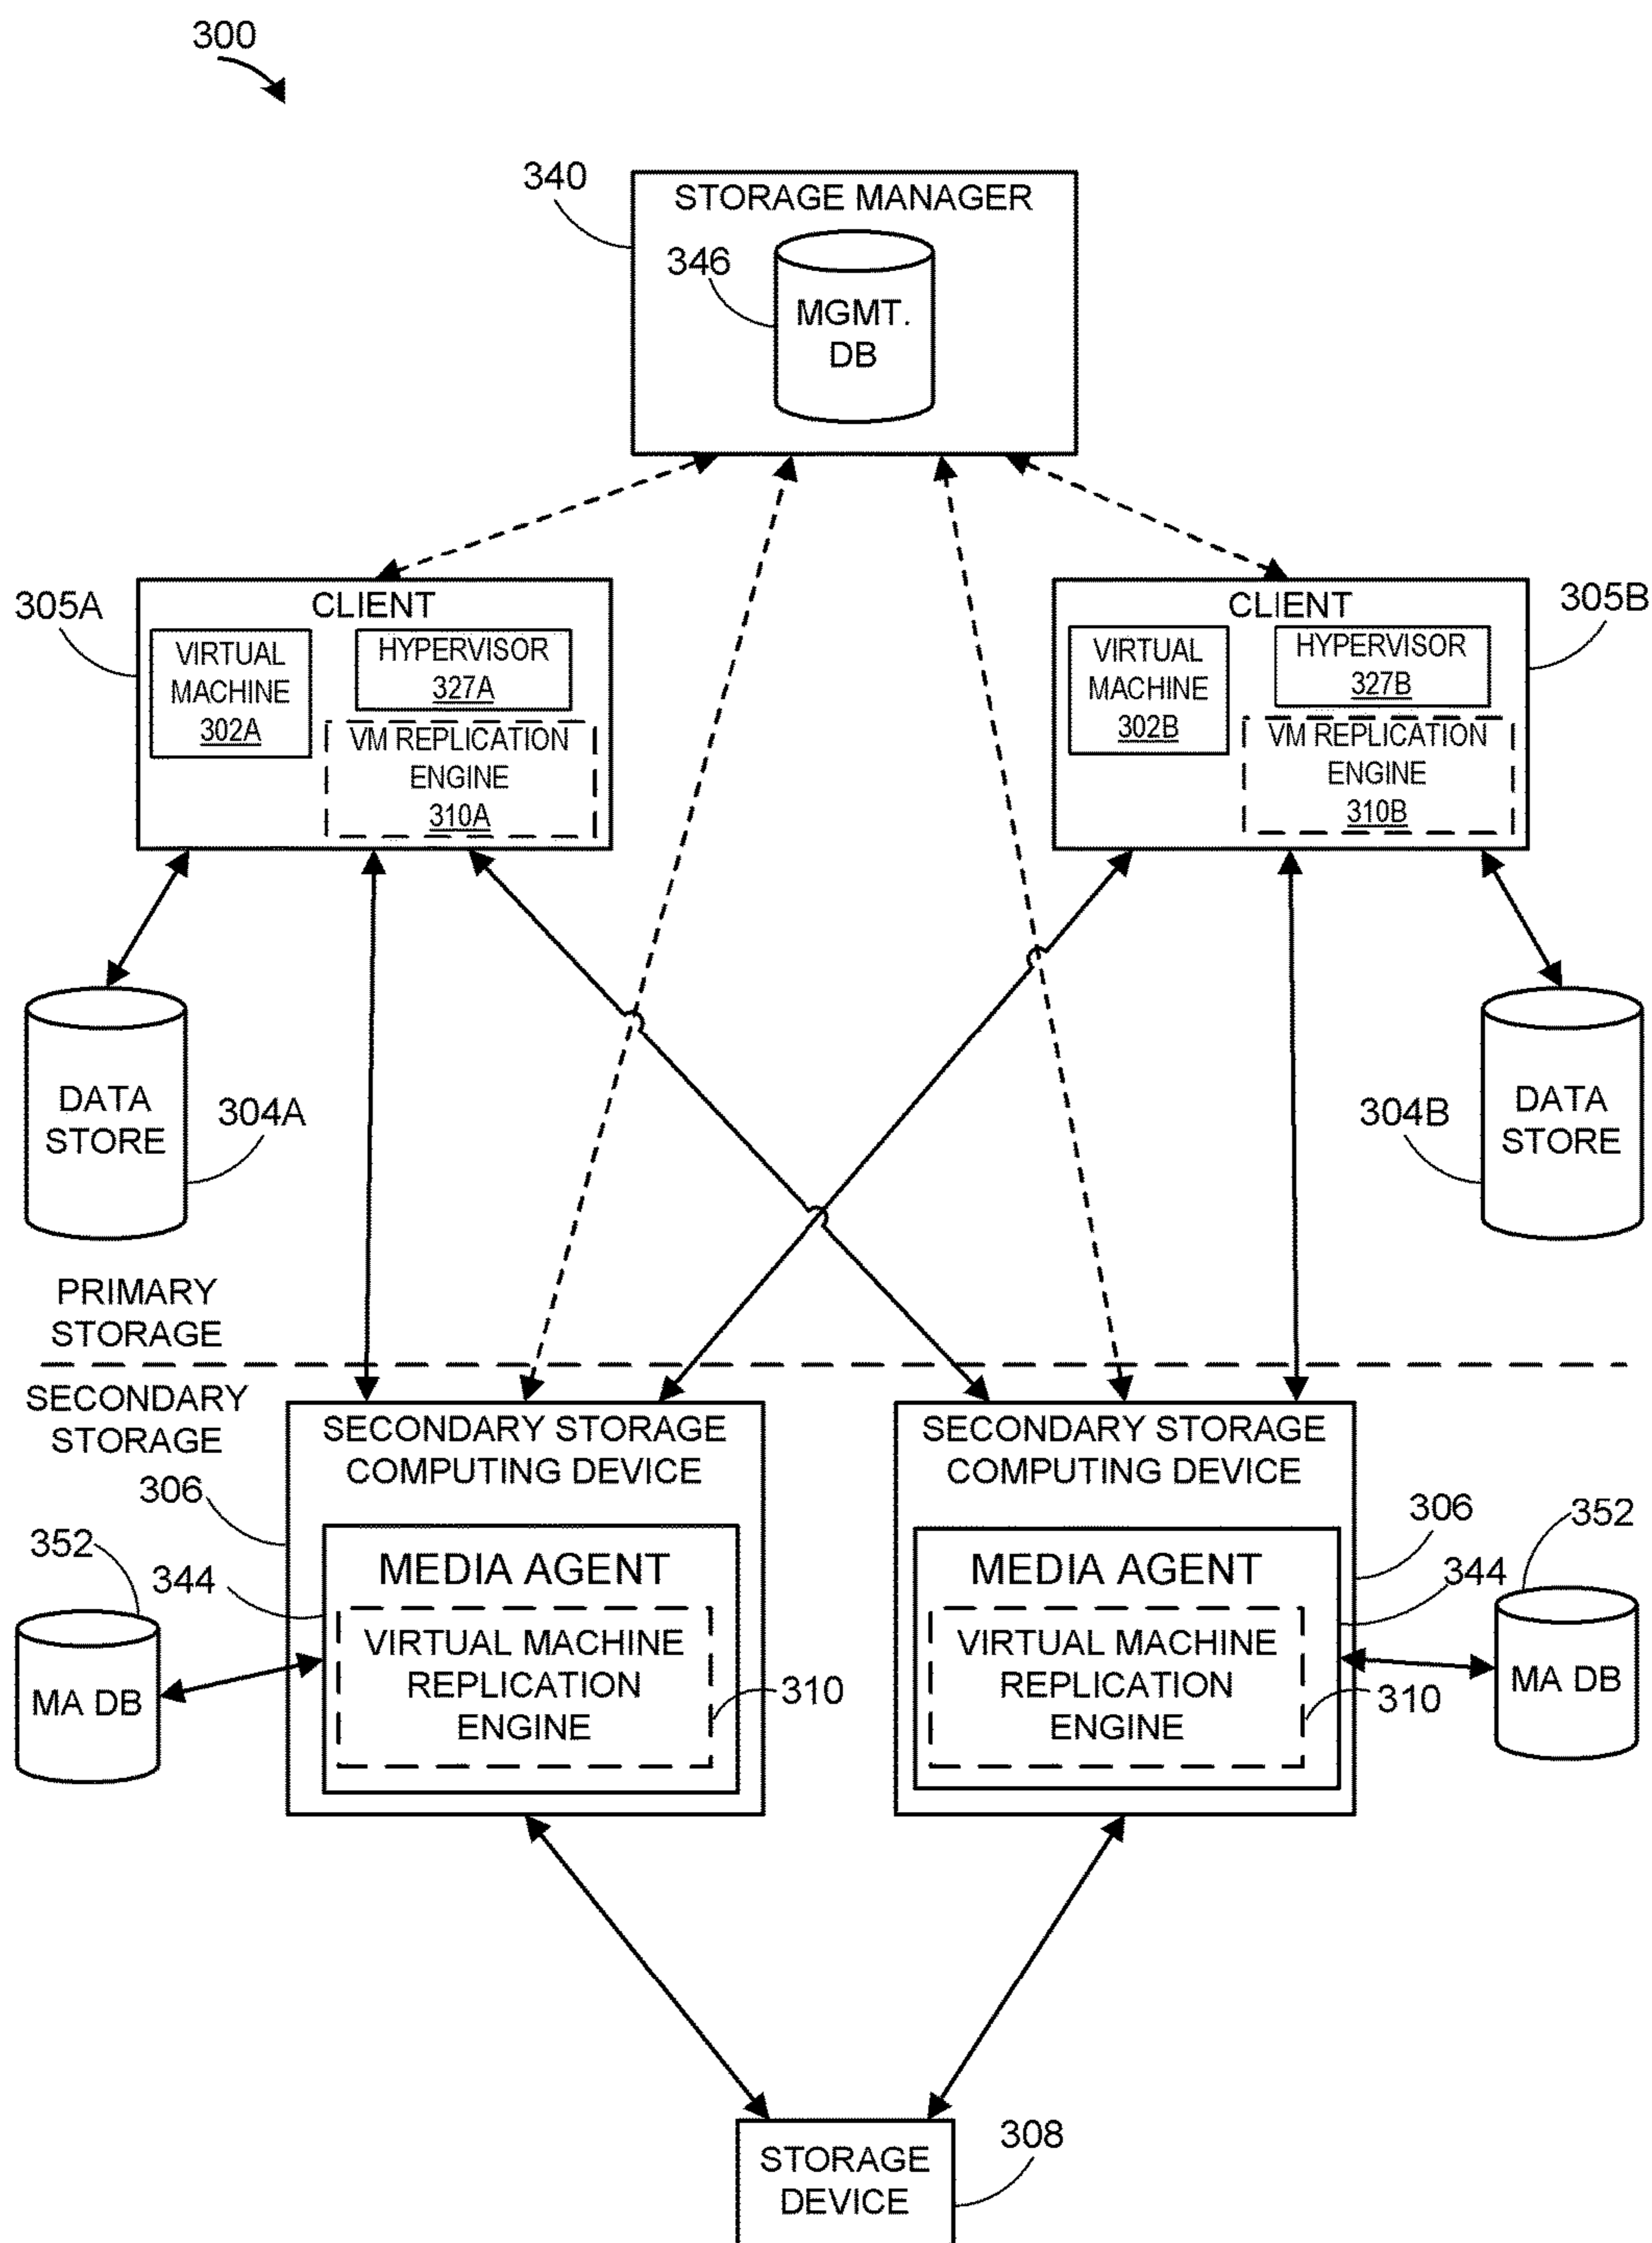 300
340
STORAGE MANAGER
346
MGMT.
DB
305A
CLIENT
VIRTUAL
MACHINE
302A
HYPERVISOR
327A
VM REPLICATION
ENGINE
310A
CLIENT
305B
VIRTUAL
MACHINE
302B
HYPERVISOR
327B
VM REPLICATION
ENGINE
310B
DATA
STORE
304A
304B
DATA
STORE
PRIMARY
STORAGE
SECONDARY
STORAGE
SECONDARY STORAGE
COMPUTING DEVICE
306
352
344
MEDIA AGENT
VIRTUAL MACHINE
REPLICATION
ENGINE
310
MA DB
SECONDARY STORAGE
COMPUTING DEVICE
306
352
344
MEDIA AGENT
VIRTUAL MACHINE
REPLICATION
ENGINE
310
MA DB
STORAGE
DEVICE
308